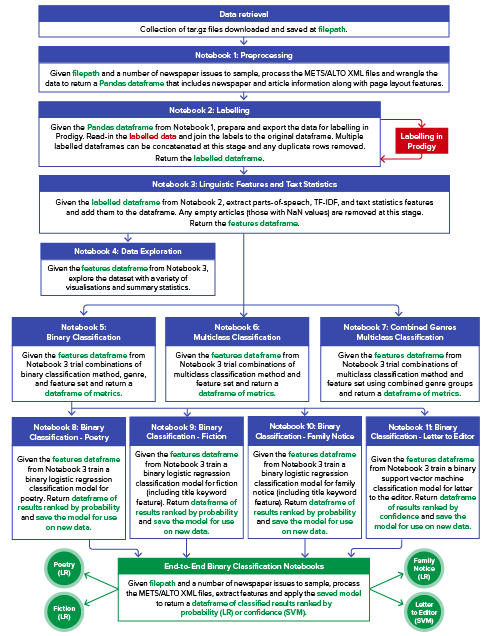 Data retrieval
Collection of tar.gz files downloaded and saved at filepath.
Notebook 1: Preprocessing
Given filepath and a number of newspaper issues to sample, process the METS/ALTO XML files and wrangle the
data to return a Pandas dataframe that includes newspaper and article information along with page layout features.
Notebook 2: Labelling
Given the Pandas dataframe from Notebook 1, prepare and export the data for labelling in
Prodigy. Read-in the labelled data and join the labels to the original dataframe. Multiple
labelled dataframes can be concatenated at this stage and any duplicate rows removed.
Return the labelled dataframe.
Labelling in
Prodigy
Notebook 3: Linguistic Features and Text Statistics
Given the labelled dataframe from Notebook 2, extract parts-of-speech, TF-IDF, and text statistics features
and add them to the dataframe. Any empty articles (those with NaN values) are removed at this stage.
Return the features dataframe.
Notebook 4: Data Exploration
Given the features dataframe from Notebook 3,
explore the dataset with a variety of
visualisations and summary statistics.
Notebook 5:
Binary Classification
Given the features dataframe from
Notebook 3 trial combinations of
binary classification method, genre,
and feature set and return a
dataframe of metrics.
Notebook 6:
Multiclass Classification
Given the features dataframe from
Notebook 3 trial combinations of
multiclass classification method and
feature set and return a
dataframe of metrics.
Notebook 7: Combined Genres
Multiclass Classification
Given the features dataframe from
Notebook 3 trial combinations of
multiclass classification method and
feature set using combined genre groups
and return a dataframe of metrics.
Notebook 8: Binary
Classification - Poetry
Given the features dataframe
from Notebook 3 train a
binary logistic regression
classification model for
poetry. Return dataframe of
results ranked by probability
and save the model for use
on new data.
Notebook 9: Binary
Classification - Fiction
Given the features dataframe
from Notebook 3 train a
binary logistic regression
classification model for fiction
(including title keyword
feature). Return dataframe of
results ranked by probability
and save the model for use
on new data.
Notebook 10: Binary
Classification - Family Notice
Given the features dataframe
from Notebook 3 train a
binary logistic regression
classification model for family
notice (including title keyword
feature). Return dataframe of
results ranked by probability
and save the model for use
on new data.
Notebook 11: Binary
Classification - Letter to Editor
Given the features dataframe
from Notebook 3 train a binary
support vector machine
classification model for letter
to the editor. Return dataframe
of results ranked by
confidence and save the
model for use on new data.
End-to-End Binary Classification Notebooks
Given filepath and a number of newspaper issues to sample, process
the METS/ALTO XML files, extract features and apply the saved model
to return a dataframe of classified results ranked by
probability (LR) or confidence (SVM).
Poetry
(LR)
Fiction
(LR)
Family
Notice
(LR)
Letter
to Editor
(SVM)